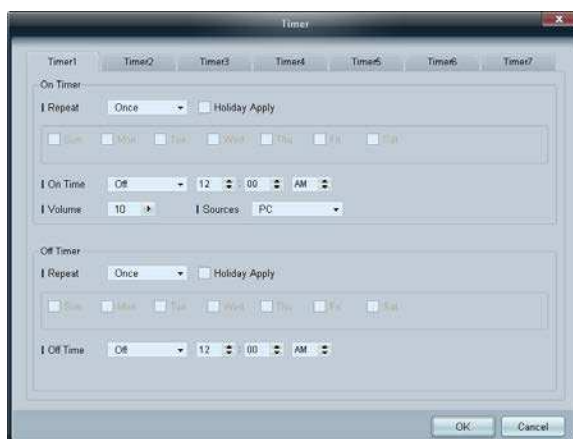 Timer
Timer1 Timer2 Timer3 Timer4 Timer5 Timer6 Timer7
On Timer
Repeat Once Holiday Apply
Sun Mon Tue Wed Thu Fri Sat
On Time Off 12 : 00 AM
Volume 10 Sources PC
Off Timer
Repeat Once Holiday Apply
Sun Mon Tue Wed Thu Fri Sat
Off Time Off 12 : 00 AM
OK Cancel